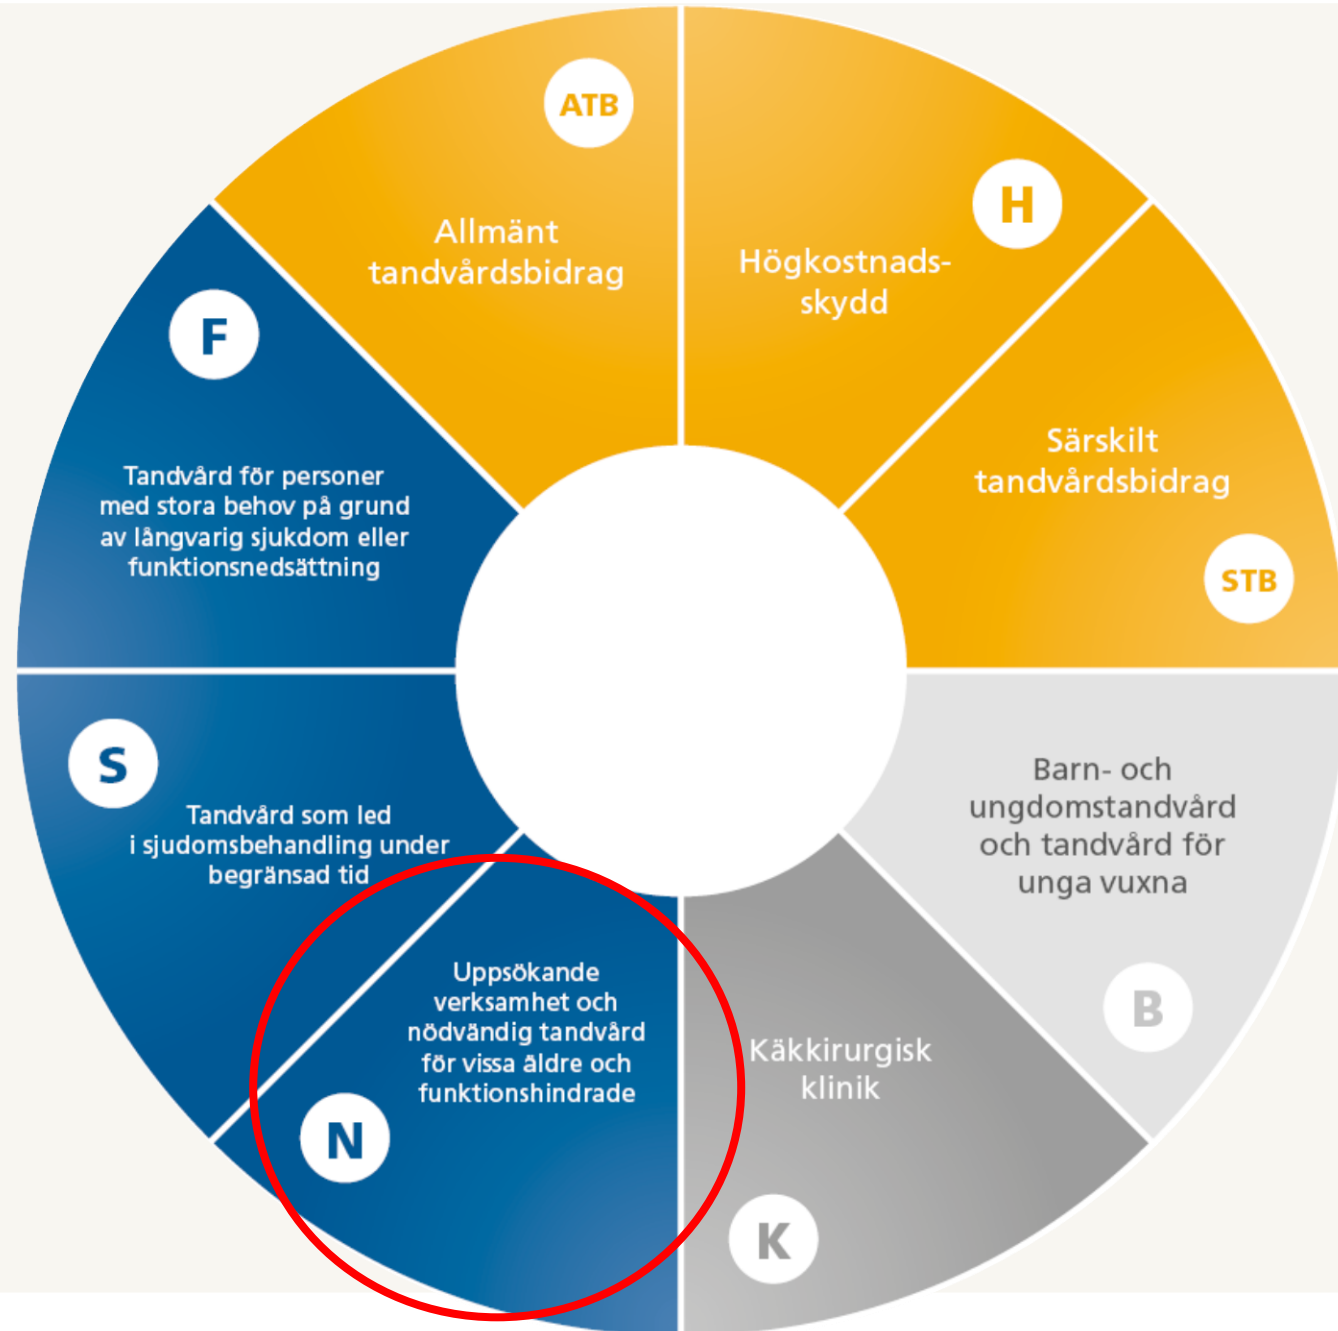 ATB
Allmänt
tandvårdsbidrag
H
Högkostnads-
skydd
Särskilt
tandvårdsbidrag
STB
Barn- och
ungdomstandvård
och tandvård för
unga vuxna
B
Käkkirurgisk
klinik
K
Uppsökande
verksamhet och
nödvändig tandvård
för vissa äldre och
funktionshindrade
N
S
Tandvård som led
i sjudomsbehandling under
begränsad tid
F
Tandvård för personer
med stora behov på grund
av långvarig sjukdom eller
funktionsnedsättning